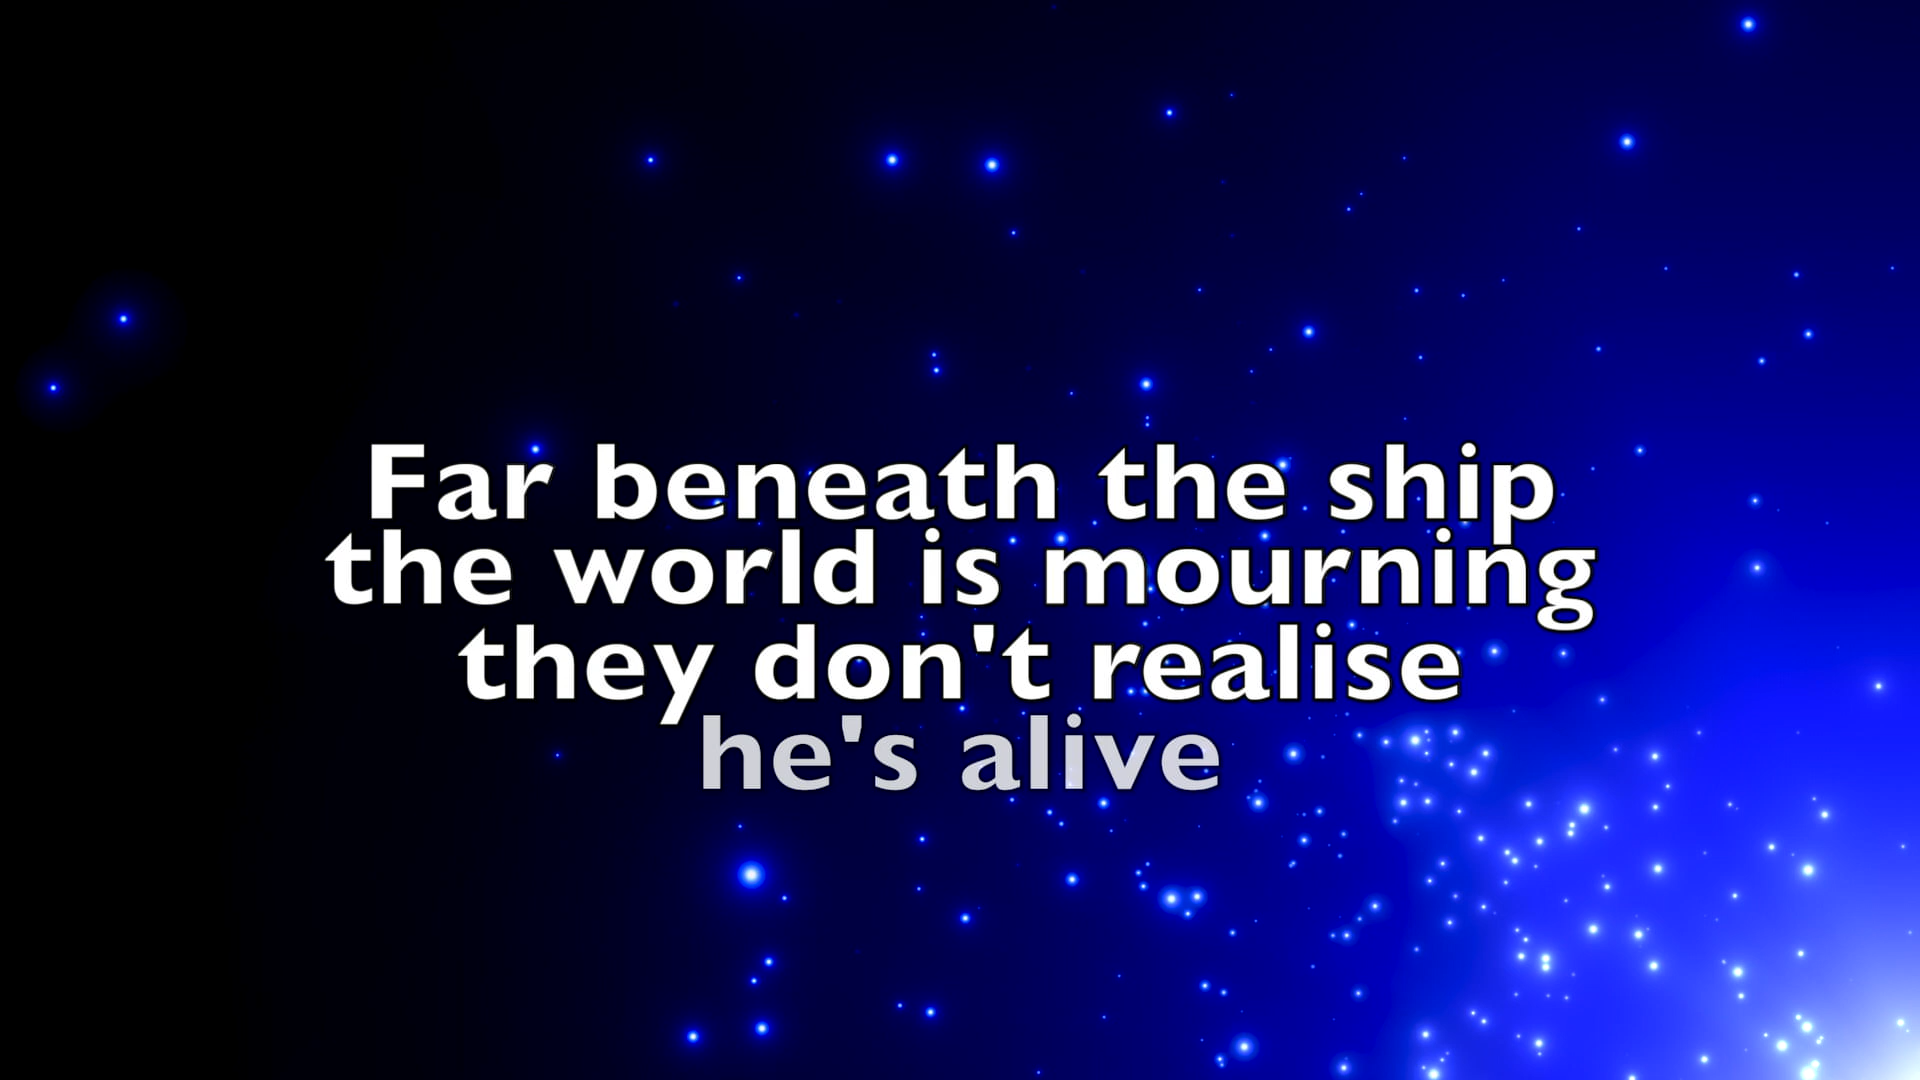 Far beneath the ship
the world is mourning
they don't realise
he's alive